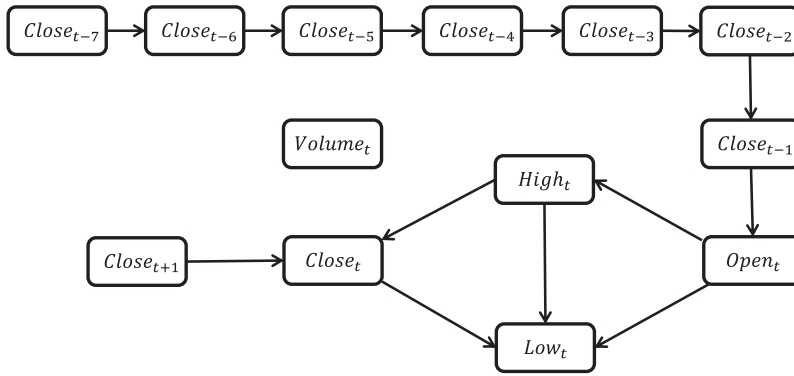 Close_{t-7}
Close_{t-6}
Close_{t-5}
Close_{t-4}
Close_{t-3}
Close_{t-2}
Volume_t
Close_{t-1}
High_t
Close_{t+1}
Close_t
Open_t
Low_t